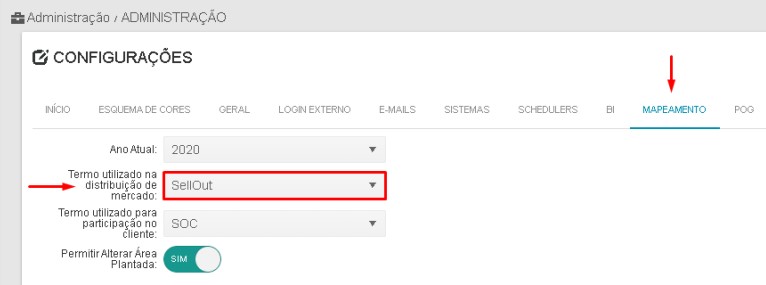 Administração / ADMINISTRAÇÃO
CONFIGURAÇÕES
INÍCIO ESQUEMA DE CORES GERAL LOGIN EXTERNO E-MAILS SISTEMAS SCHEDULERS BI MAPEAMENTO POG
Ano Atual: 2020
Termo utilizado na
distribuição de
mercado:
SellOut
Termo utilizado para
participação no
cliente:
SOC
Permitir Alterar Área
Plantada:
SIM